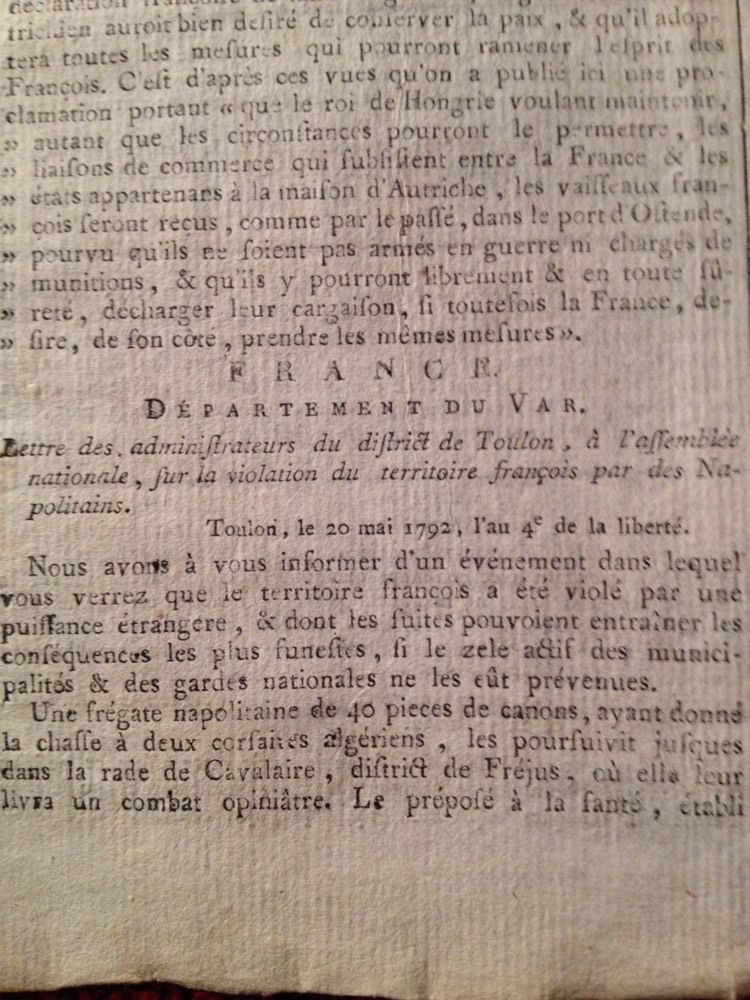 déclaration
trichien auroit bien desiré de conserver la paix, & qu'il adop-
tera toutes les mesures qui pourront ramener l'esprit des
François. C'est d'après ces vues qu'on a publié ici une pro-
clamation portant « que le roi de Hongrie voulant maintenir,
» autant que les circonstances pourront le permettre, les
» liaisons de commerce qui subsistent entre la France & les
» états appartenans à la maison d'Autriche, les vaisseaux fran-
» çois seront reçus, comme par le passé, dans le port d'Ostende,
» pourvu qu'ils ne soient pas armés en guerre ni chargés de
» munitions, & qu'ils y pourront librement & en toute sû-
» reté, décharger leur cargaison, si toutefois la France, de-
» sire, de son côté, prendre les mêmes mesures ».
FRANCE.
DÉPARTEMENT DU VAR.
Lettre des administrateurs du district de Toulon, à l'assemblée
nationale, sur la violation du territoire françois par des Na-
politains.
Toulon, le 20 mai 1792, l'an 4e de la liberté.
Nous avons à vous informer d'un événement dans lequel
vous verrez que le territoire françois a été violé par une
puissance étrangere, & dont les suites pouvoient entraîner les
conséquences les plus funestes, si le zele actif des munici-
palités & des gardes nationales ne les eût prévenues.
Une frégate napolitaine de 40 pieces de canons, ayant donné
la chasse à deux corsaires algériens, les poursuivit jusques
dans la rade de Cavalaire, district de Fréjus, où elle leur
livra un combat opiniâtre. Le préposé à la santé, établi